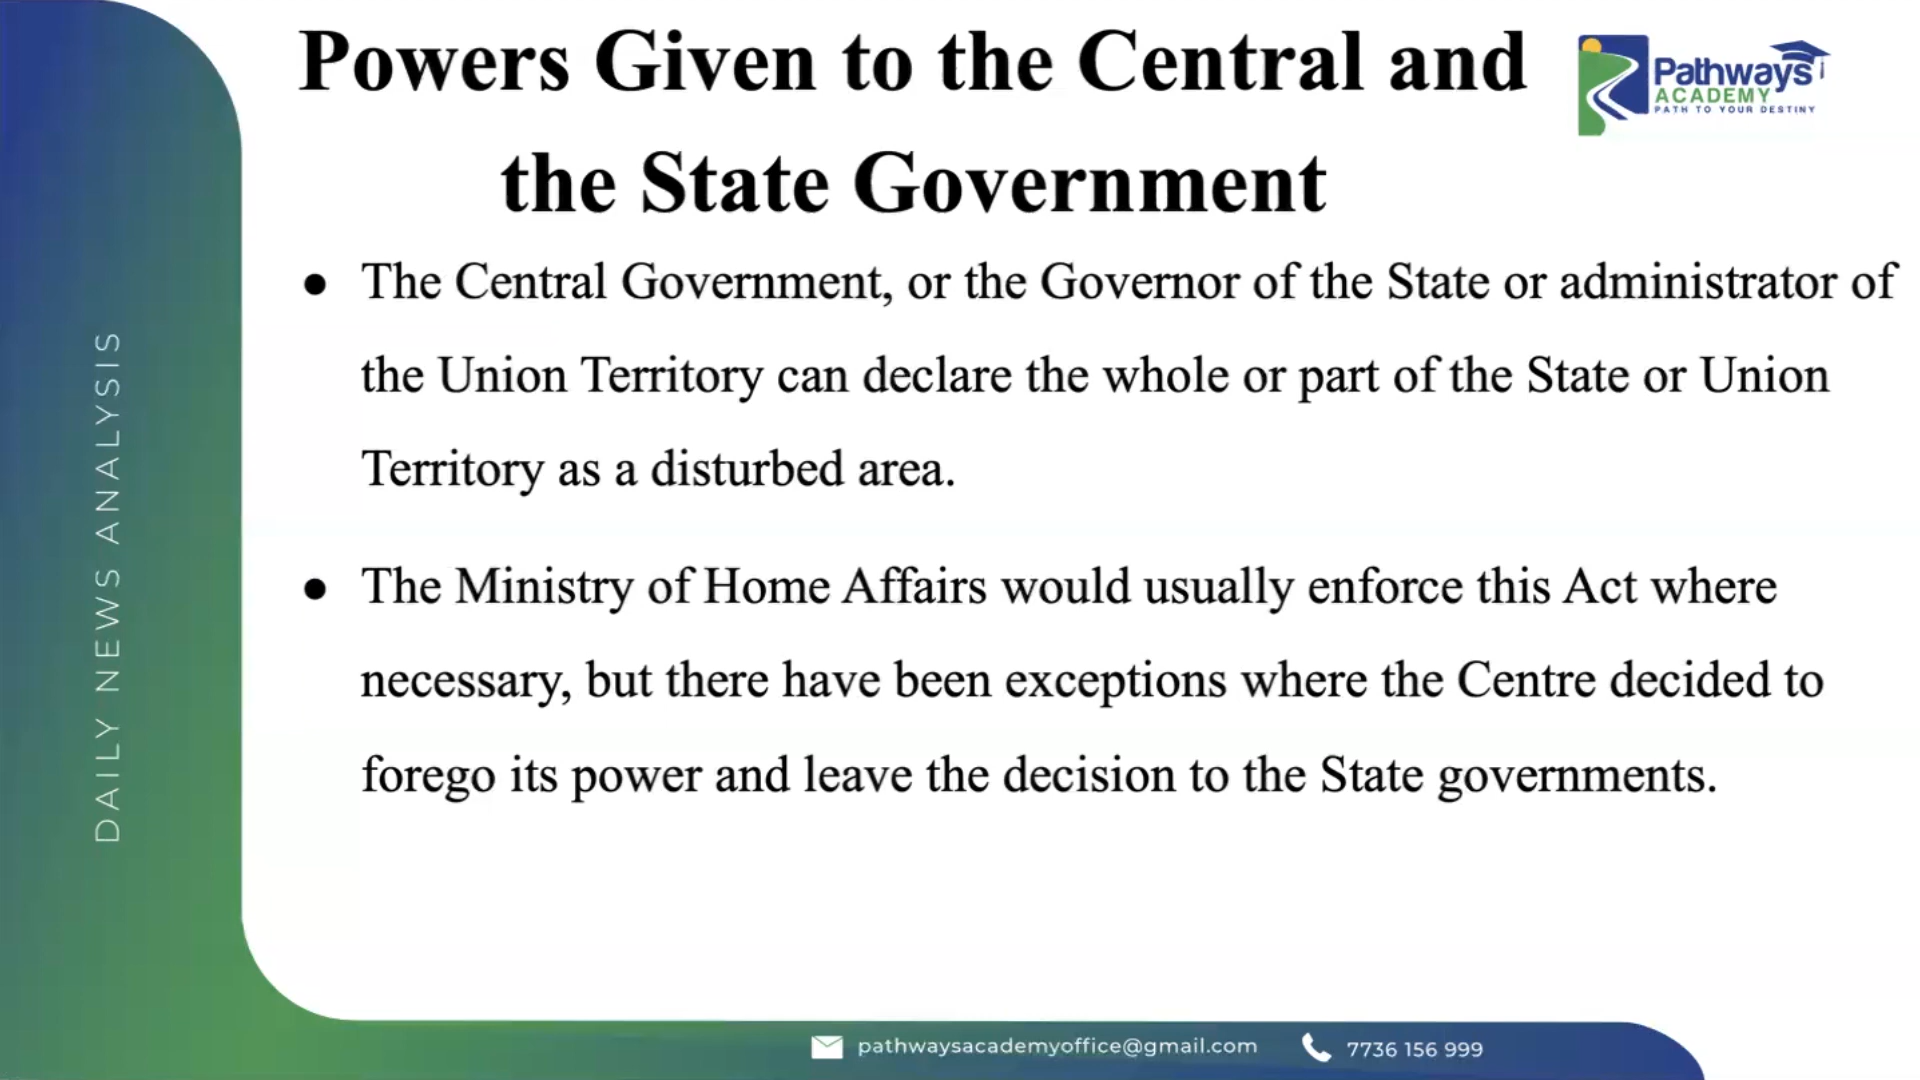 Powers Given to the Central and
the State Government
Pathways
ACADEMY
PATH TO YOUR DESTINY
● The Central Government, or the Governor of the State or administrator of
the Union Territory can declare the whole or part of the State or Union
Territory as a disturbed area.
● The Ministry of Home Affairs would usually enforce this Act where
necessary, but there have been exceptions where the Centre decided to
forego its power and leave the decision to the State governments.
DAILY NEWS ANALYSIS
pathwaysacademyoffice@gmail.com
7736 156 999